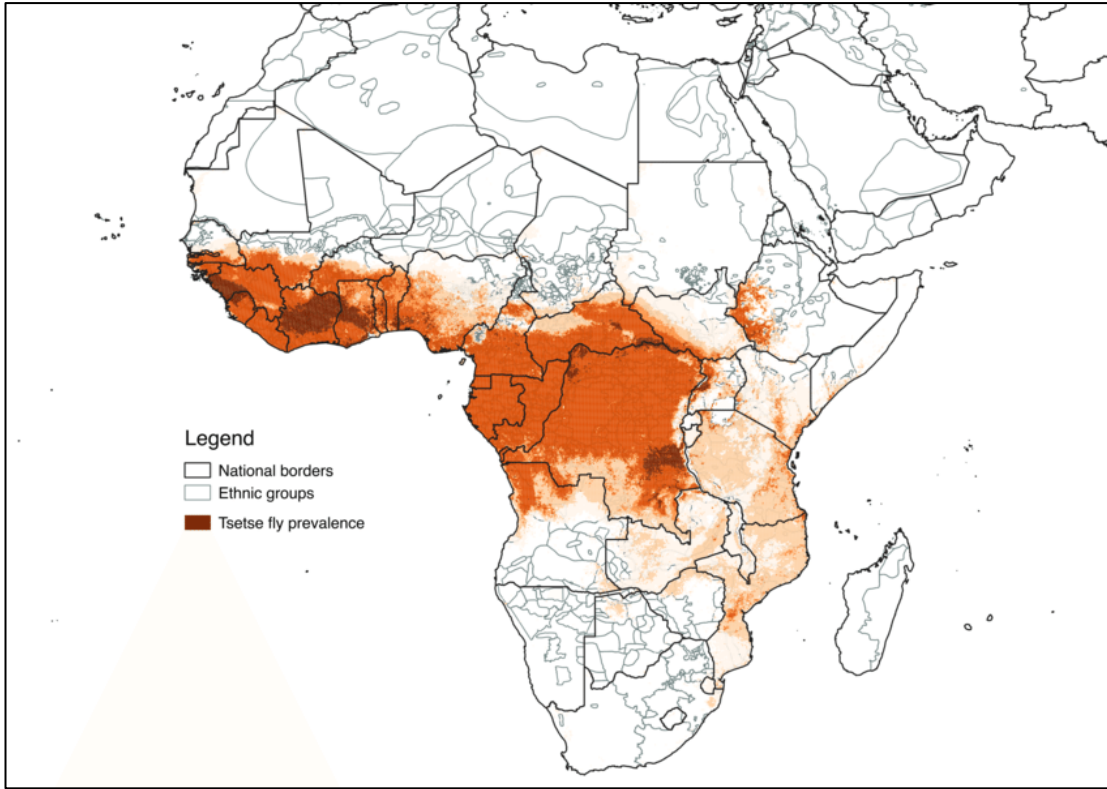 Legend
National borders
Ethnic groups
Tsetse fly prevalence